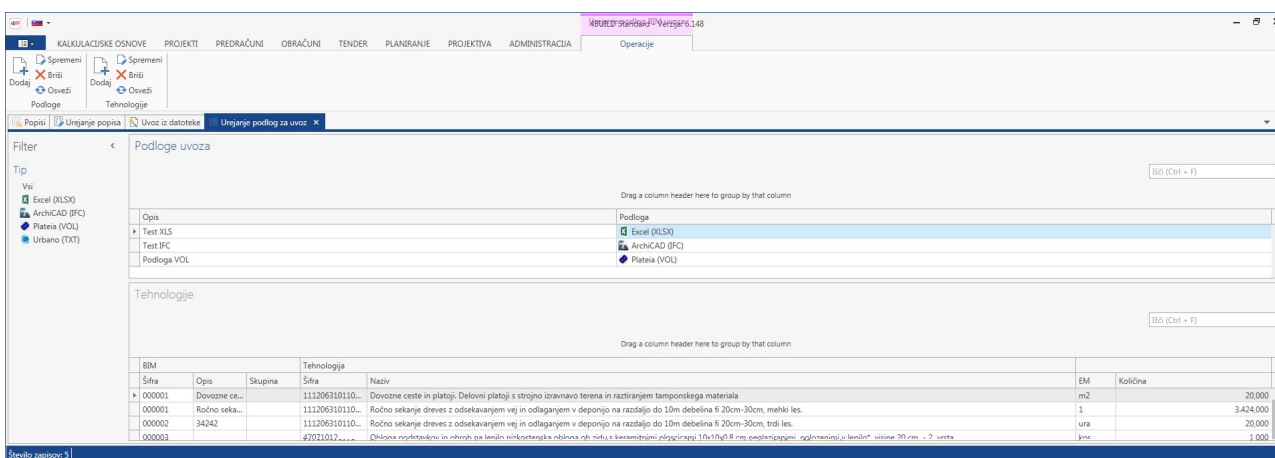 4BUILD Standard - Verzija: 6.148
KALKULACIJSKE OSNOVE PROJEKTI PREDRAČUNI OBRAČUNI TENDER PLANIRANJE PROJEKTIVA ADMINISTRACIJA Operacije
Dodaj Spremeni Briši Osveži
Dodaj Spremeni Briši Osveži
Podloge Tehnologije
Popisi Urejanje popisa Uvoz iz datoteke Urejanje podlog za uvoz
Filter
Tip
Vsi
Excel (XLSX)
ArchiCAD (IFC)
Plateia (VOL)
Urbano (TXT)
Podloge uvoza
Išči (Ctrl + F)
Drag a column header here to group by that column
Opis Podloga
Test XLS Excel (XLSX)
Test IFC ArchiCAD (IFC)
Podloga VOL Plateia (VOL)
Tehnologije
Išči (Ctrl + F)
Drag a column header here to group by that column
BIM Tehnologija
Šifra Opis Skupina Šifra Naziv EM Količina
000001 Dovozne ce... 111206310110... Dovozne ceste in platoji. Delovni platoji s strojno izravnavo terena in raztiranjem tamponskega materiala m2 20,000
000001 Ročno seka... 111206310110... Ročno sekanje dreves z odsekavanjem vej in odlaganjem v deponijo na razdaljo do 10m debelina fi 20cm-30cm, mehki les. 1 3.424,000
000002 34242 111206310110... Ročno sekanje dreves z odsekavanjem vej in odlaganjem v deponijo na razdaljo do 10m debelina fi 20cm-30cm, trdi les. ura 20,000
000003 kos 1,000
Število zapisov: 5